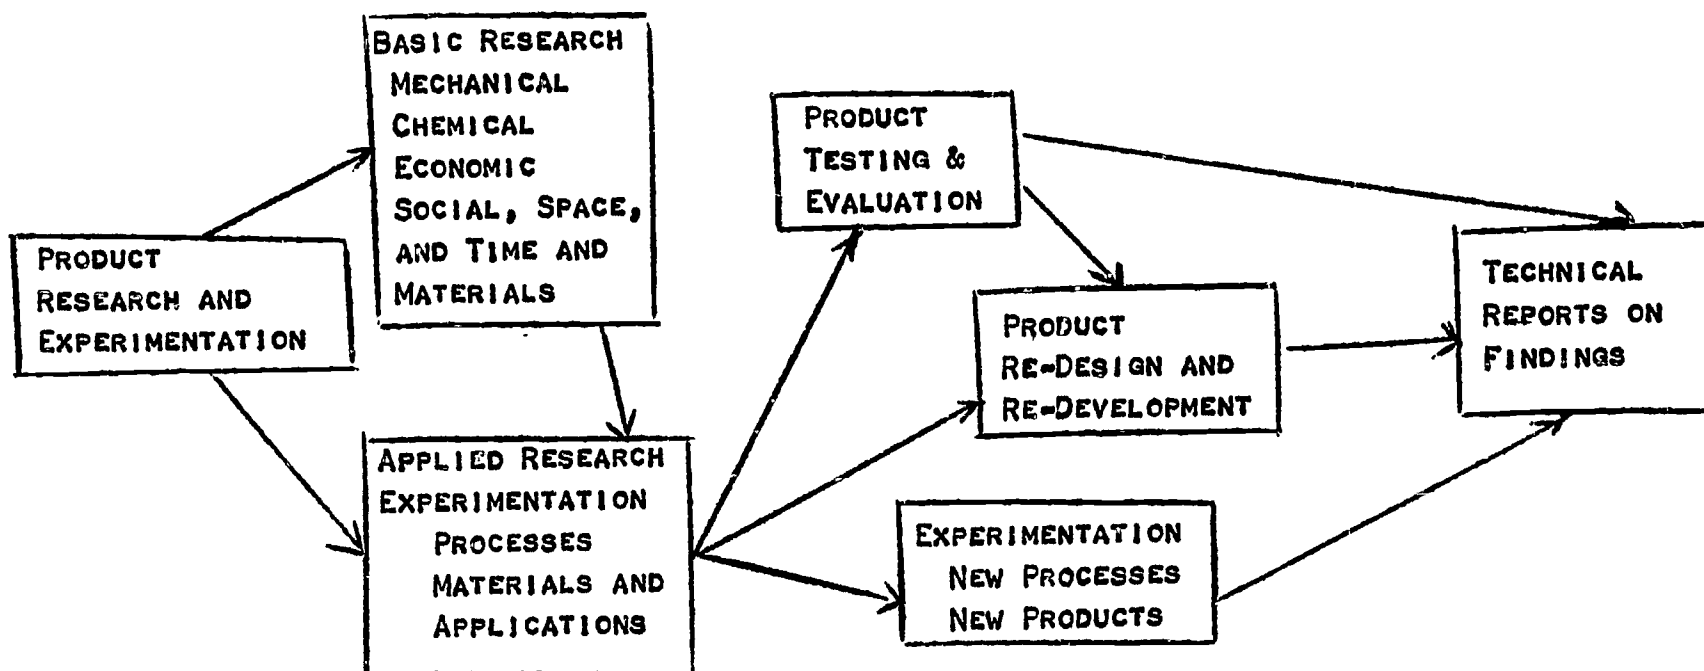 BASIC RESEARCH
MECHANICAL
CHEMICAL
ECONOMIC
SOCIAL, SPACE,
AND TIME AND
MATERIALS
PRODUCT
RESEARCH AND
EXPERIMENTATION
APPLIED RESEARCH
EXPERIMENTATION
PROCESSES
MATERIALS AND
APPLICATIONS
PRODUCT
TESTING &
EVALUATION
PRODUCT
RE-DESIGN AND
RE-DEVELOPMENT
EXPERIMENTATION
NEW PROCESSES
NEW PRODUCTS
TECHNICAL
REPORTS ON
FINDINGS